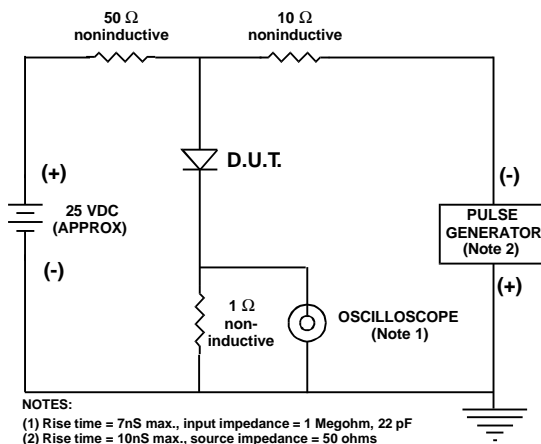 50 Ω
noninductive
10 Ω
noninductive
(+)
D.U.T.
(-)
25 VDC
(APPROX)
PULSE
GENERATOR
(Note 2)
(-)
(+)
1 Ω
non-
inductive
OSCILLOSCOPE
(Note 1)
NOTES:
(1) Rise time = 7nS max., input impedance = 1 Megohm, 22 pF
(2) Rise time = 10nS max., source impedance = 50 ohms